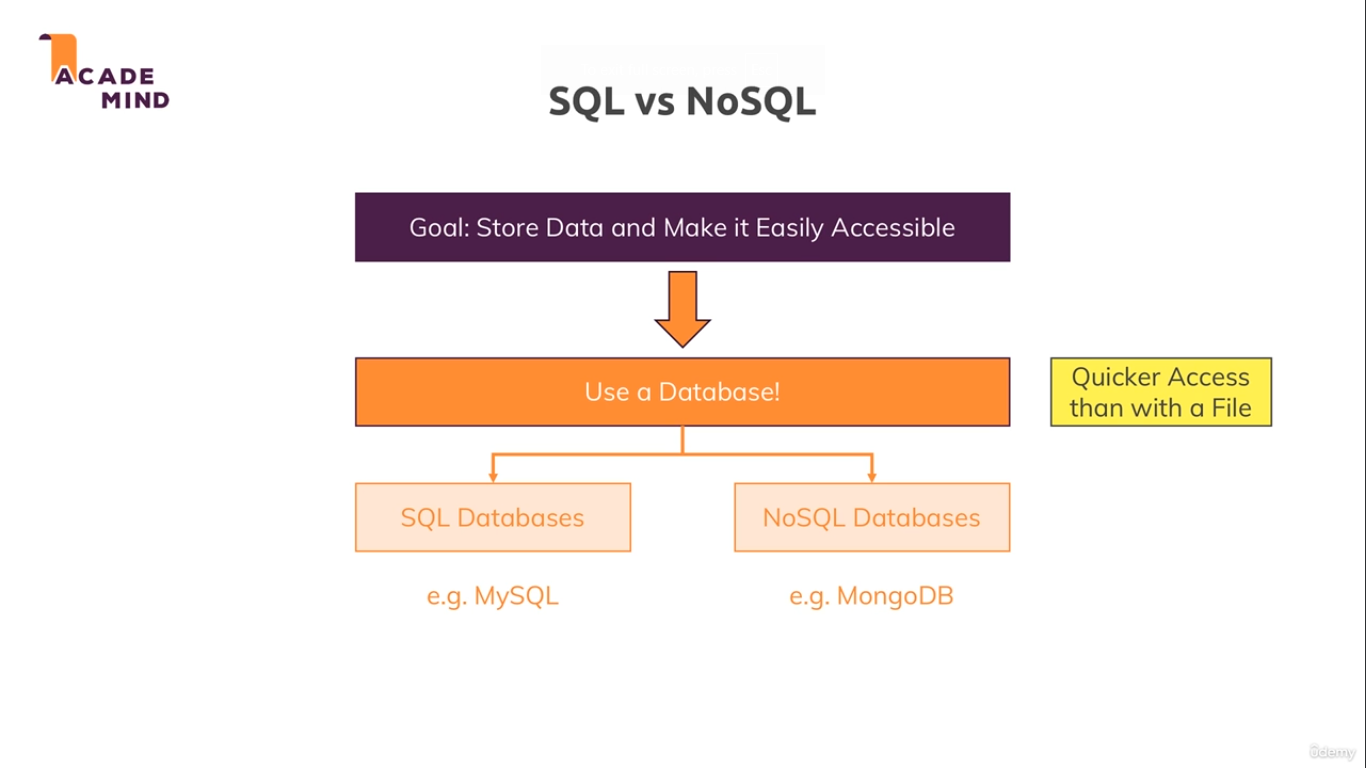 ACADE
MIND
SQL vs NoSQL
Goal: Store Data and Make it Easily Accessible
Use a Database!
Quicker Access
than with a File
SQL Databases
NoSQL Databases
e.g. MySQL
e.g. MongoDB
ûdemy